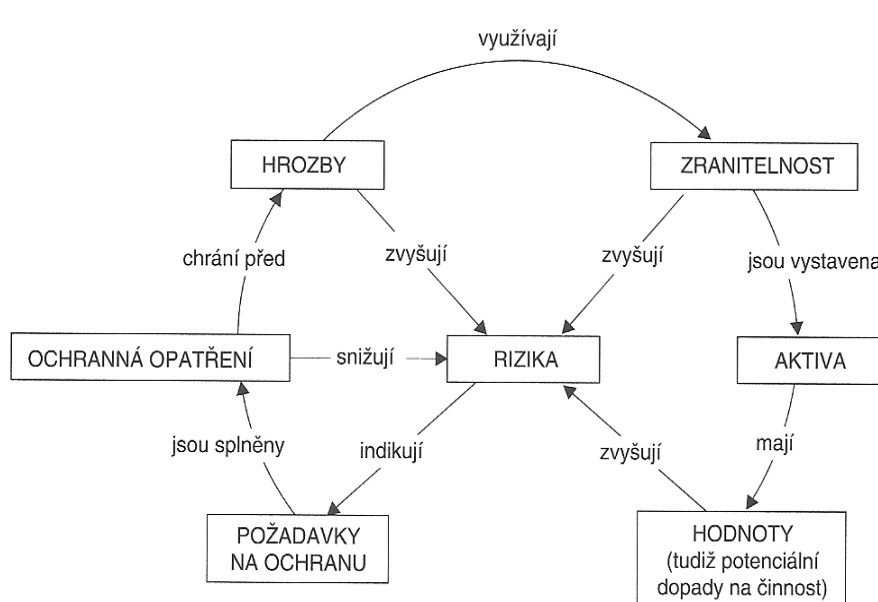 využívají
HROZBY
ZRANITELNOST
chrání před
zvyšují
zvyšují
jsou vystavena
OCHRANNÁ OPATŘENÍ
snižují
RIZIKA
AKTIVA
jsou splněny
indikují
zvyšují
mají
POŽADAVKY
NA OCHRANU
HODNOTY
(tudiž potenciální
dopady na činnost)